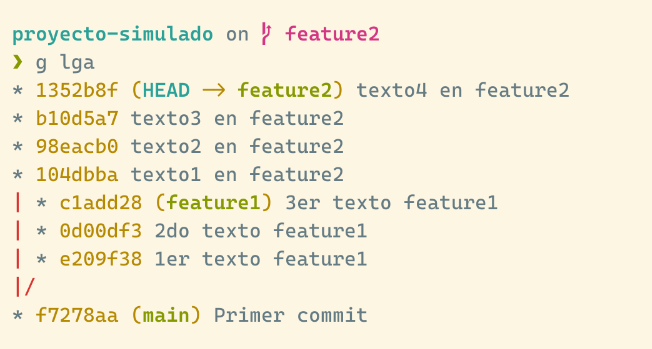 proyecto-simulado on feature2
❯ g lga
* 1352b8f (HEAD -> feature2) texto4 en feature2
* b10d5a7 texto3 en feature2
* 98eacb0 texto2 en feature2
* 104dbba texto1 en feature2
| * c1add28 (feature1) 3er texto feature1
| * 0d00df3 2do texto feature1
| * e209f38 1er texto feature1
|/
* f7278aa (main) Primer commit